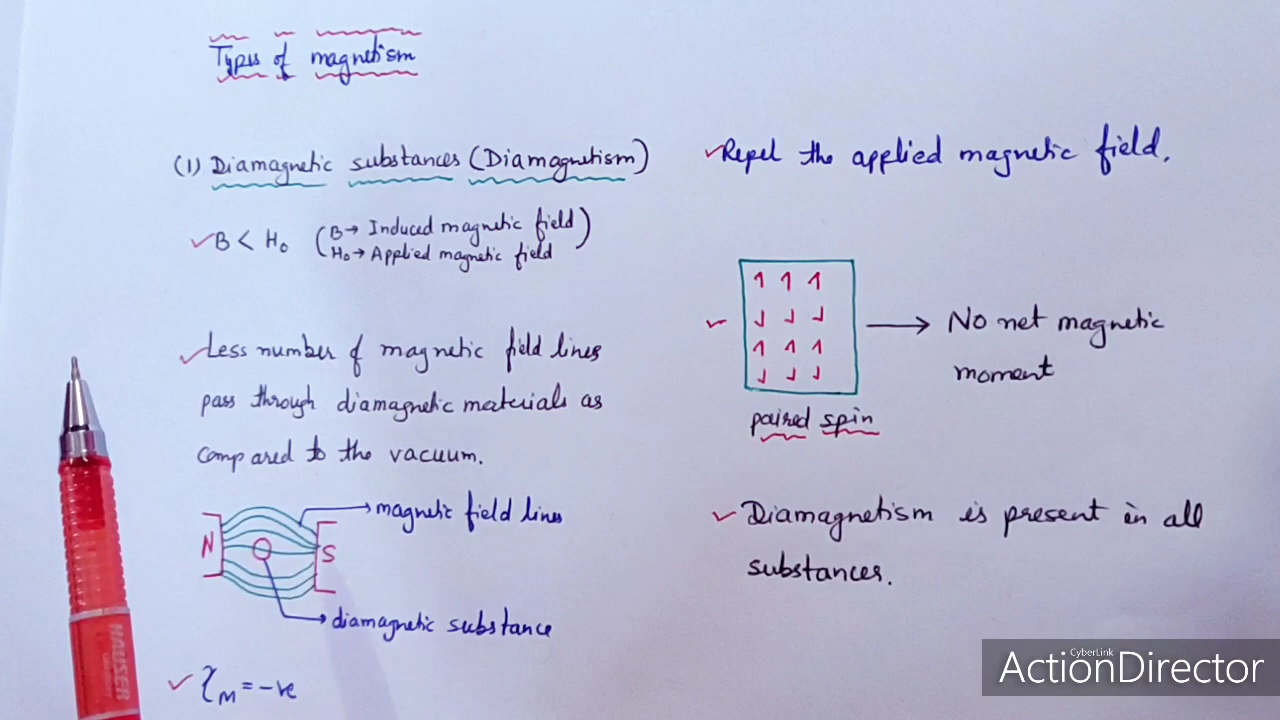 Types of magnetism
(1) Diamagnetic substances (Diamagnetism)
✓B < H₀ (B → Induced magnetic field
H₀ → Applied magnetic field)
✓Less number of magnetic field lines
pass through diamagnetic materials as
compared to the vacuum.
magnetic field lines
N S
diamagnetic substance
✓ χₘ = -ve
✓Repel the applied magnetic field.
↑ ↑ ↑
↓ ↓ ↓
↑ ↑ ↑
↓ ↓ ↓
✓ → No net magnetic
moment
paired spin
✓ Diamagnetism is present in all
substances.
HAUSER
CyberLink
ActionDirector